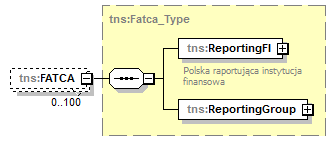 tns:Fatca_Type
tns:ReportingFI
Polska raportująca instytucja
finansowa
tns:FATCA
0..100
tns:ReportingGroup